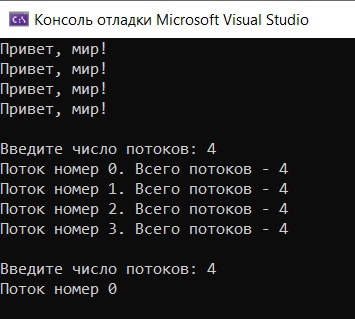 Консоль отладки Microsoft Visual Studio
Привет, мир!
Привет, мир!
Привет, мир!
Привет, мир!
Введите число потоков: 4
Поток номер 0. Всего потоков - 4
Поток номер 1. Всего потоков - 4
Поток номер 2. Всего потоков - 4
Поток номер 3. Всего потоков - 4
Введите число потоков: 4
Поток номер 0